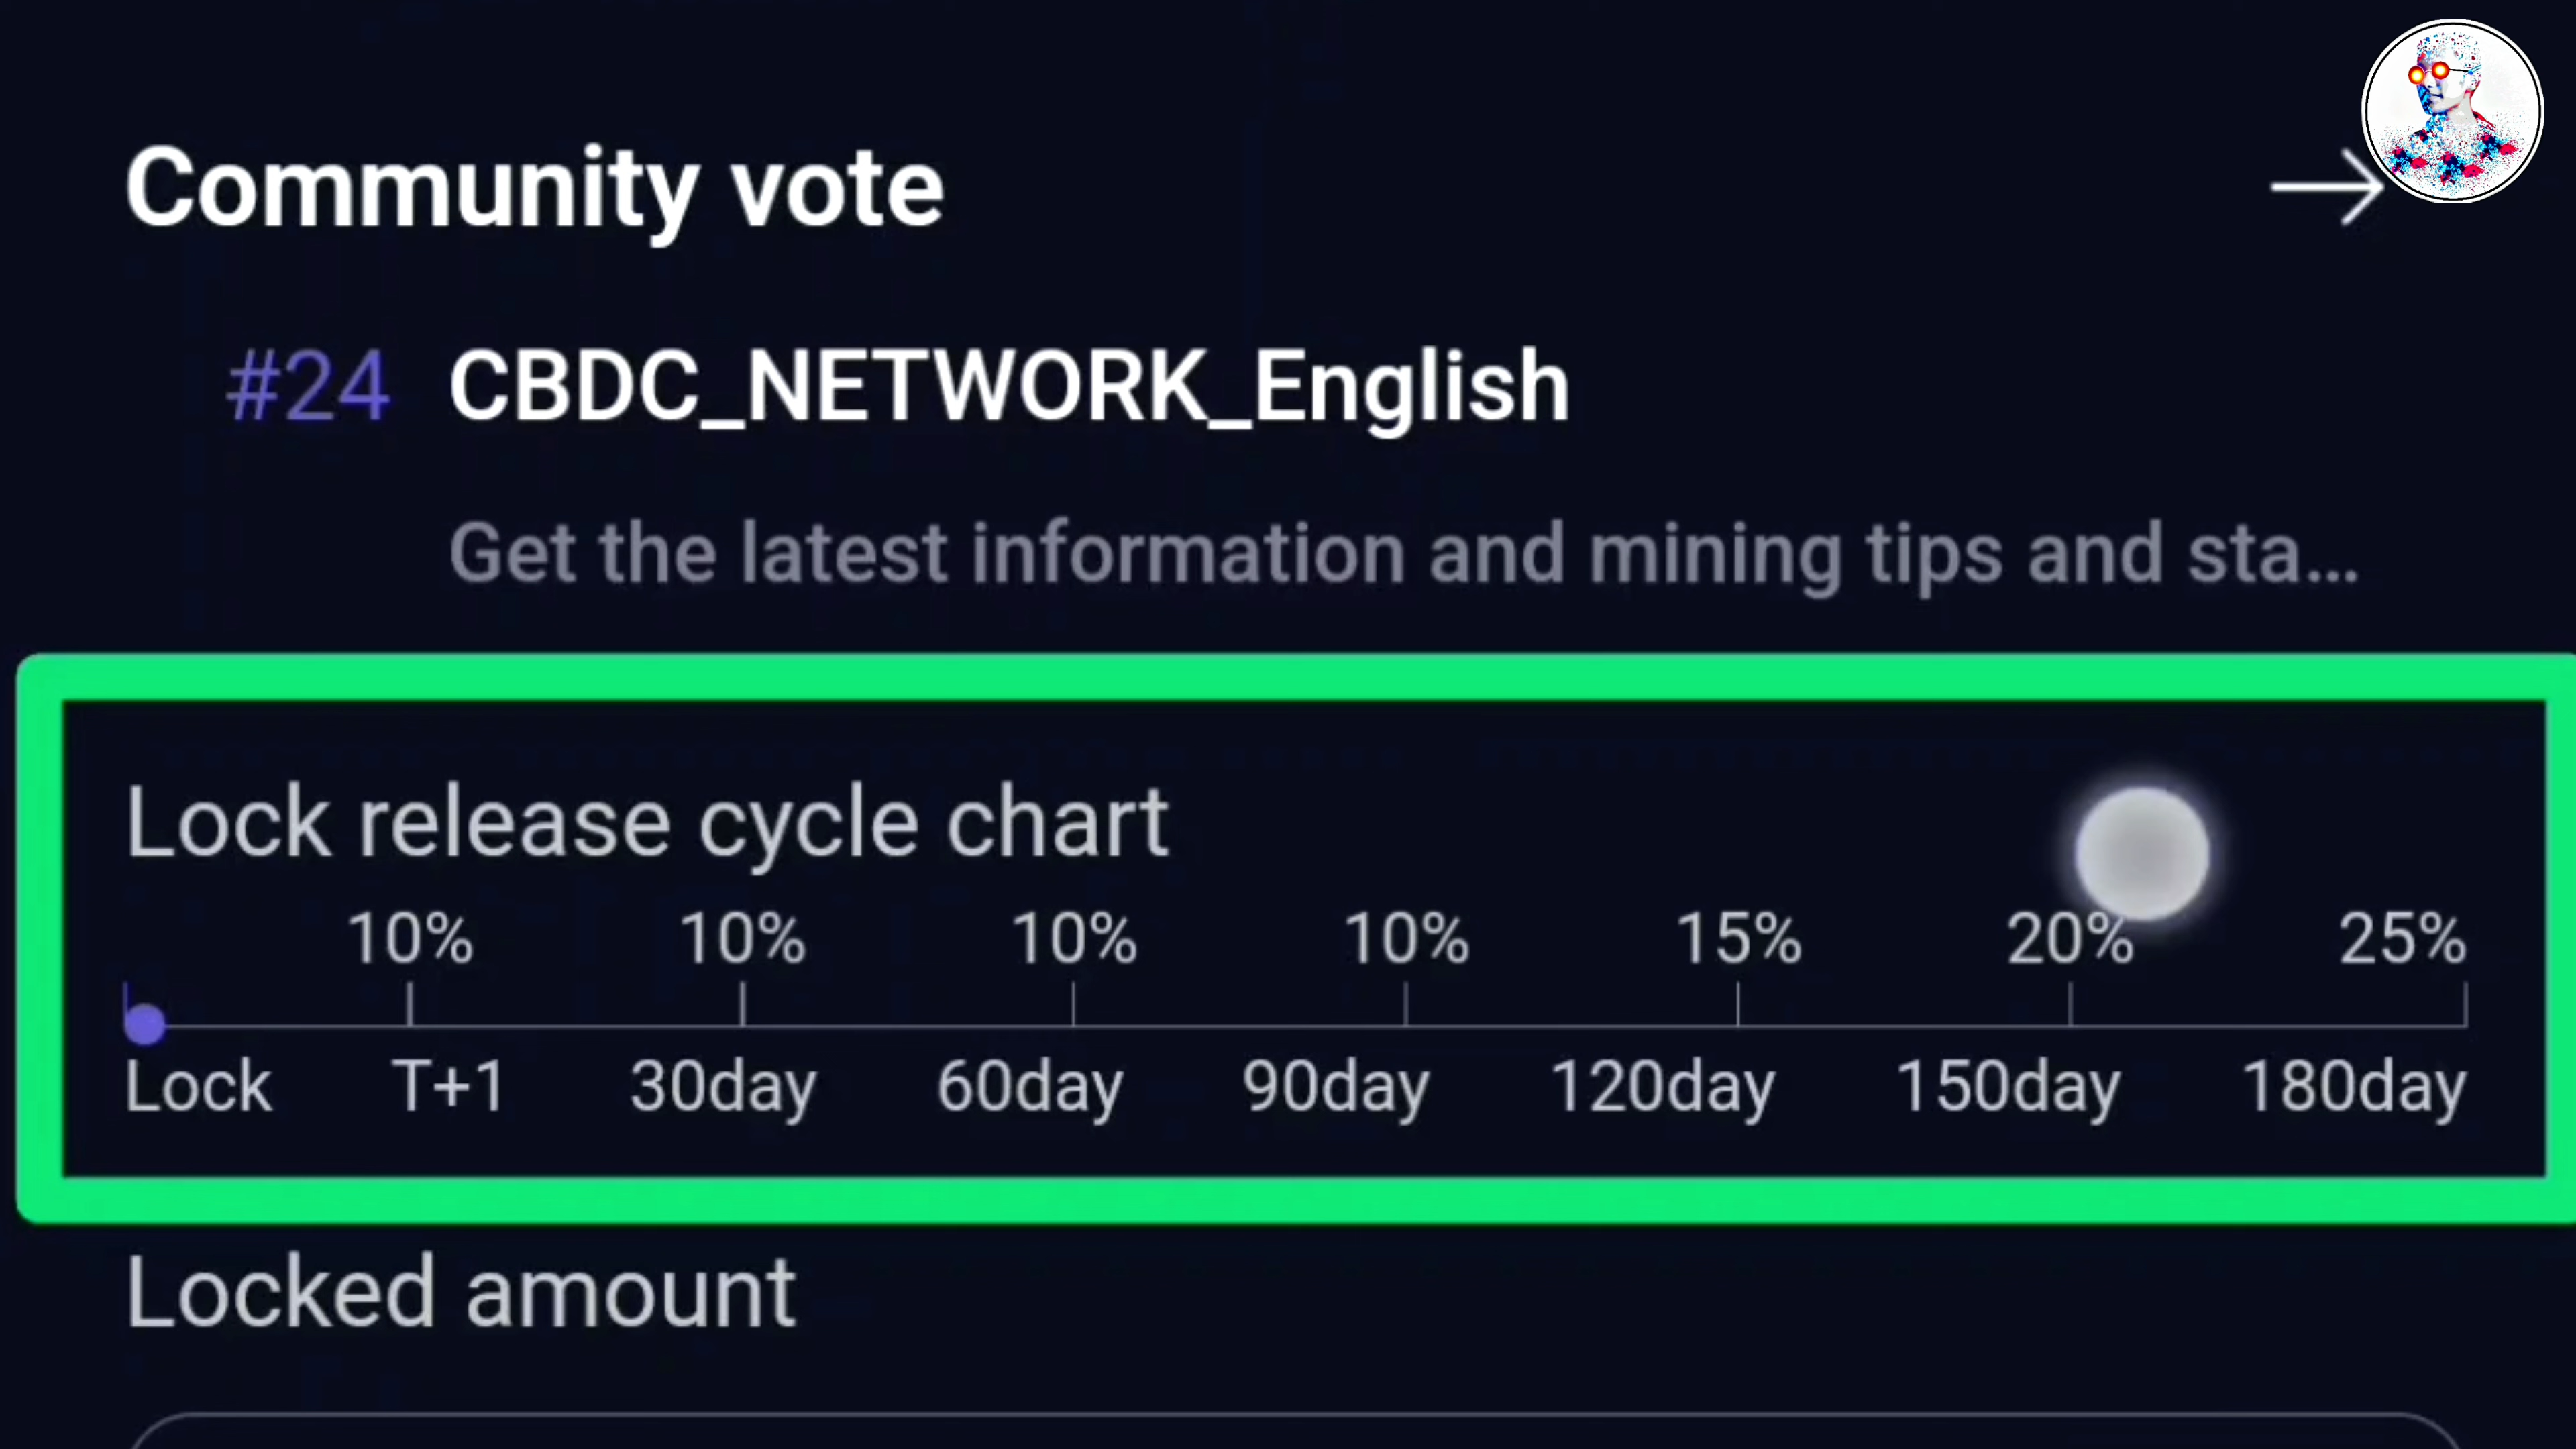 Community vote
#24 CBDC_NETWORK_English
Get the latest information and mining tips and sta...
Lock release cycle chart
10% 10% 10% 10% 15% 20% 25%
Lock T+1 30day 60day 90day 120day 150day 180day
Locked amount